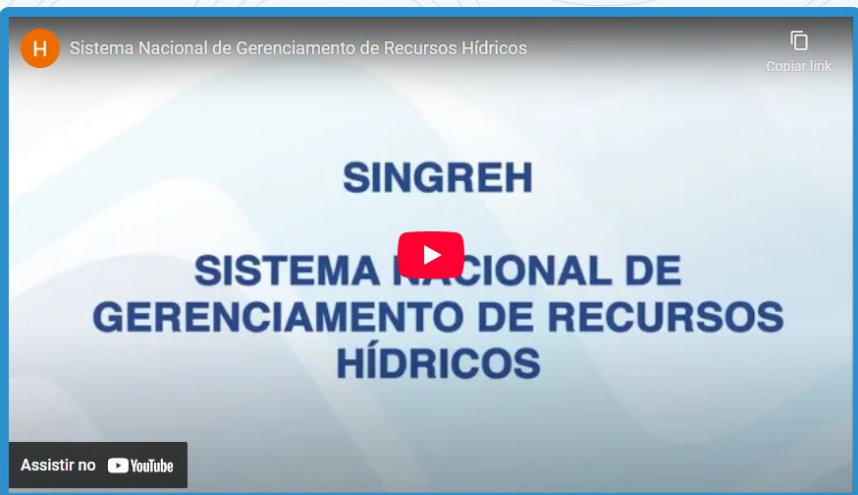 H
Sistema Nacional de Gerenciamento de Recursos Hídricos
Copiar link
SINGREH
SISTEMA NACIONAL DE
GERENCIAMENTO DE RECURSOS
HÍDRICOS
Assistir no YouTube